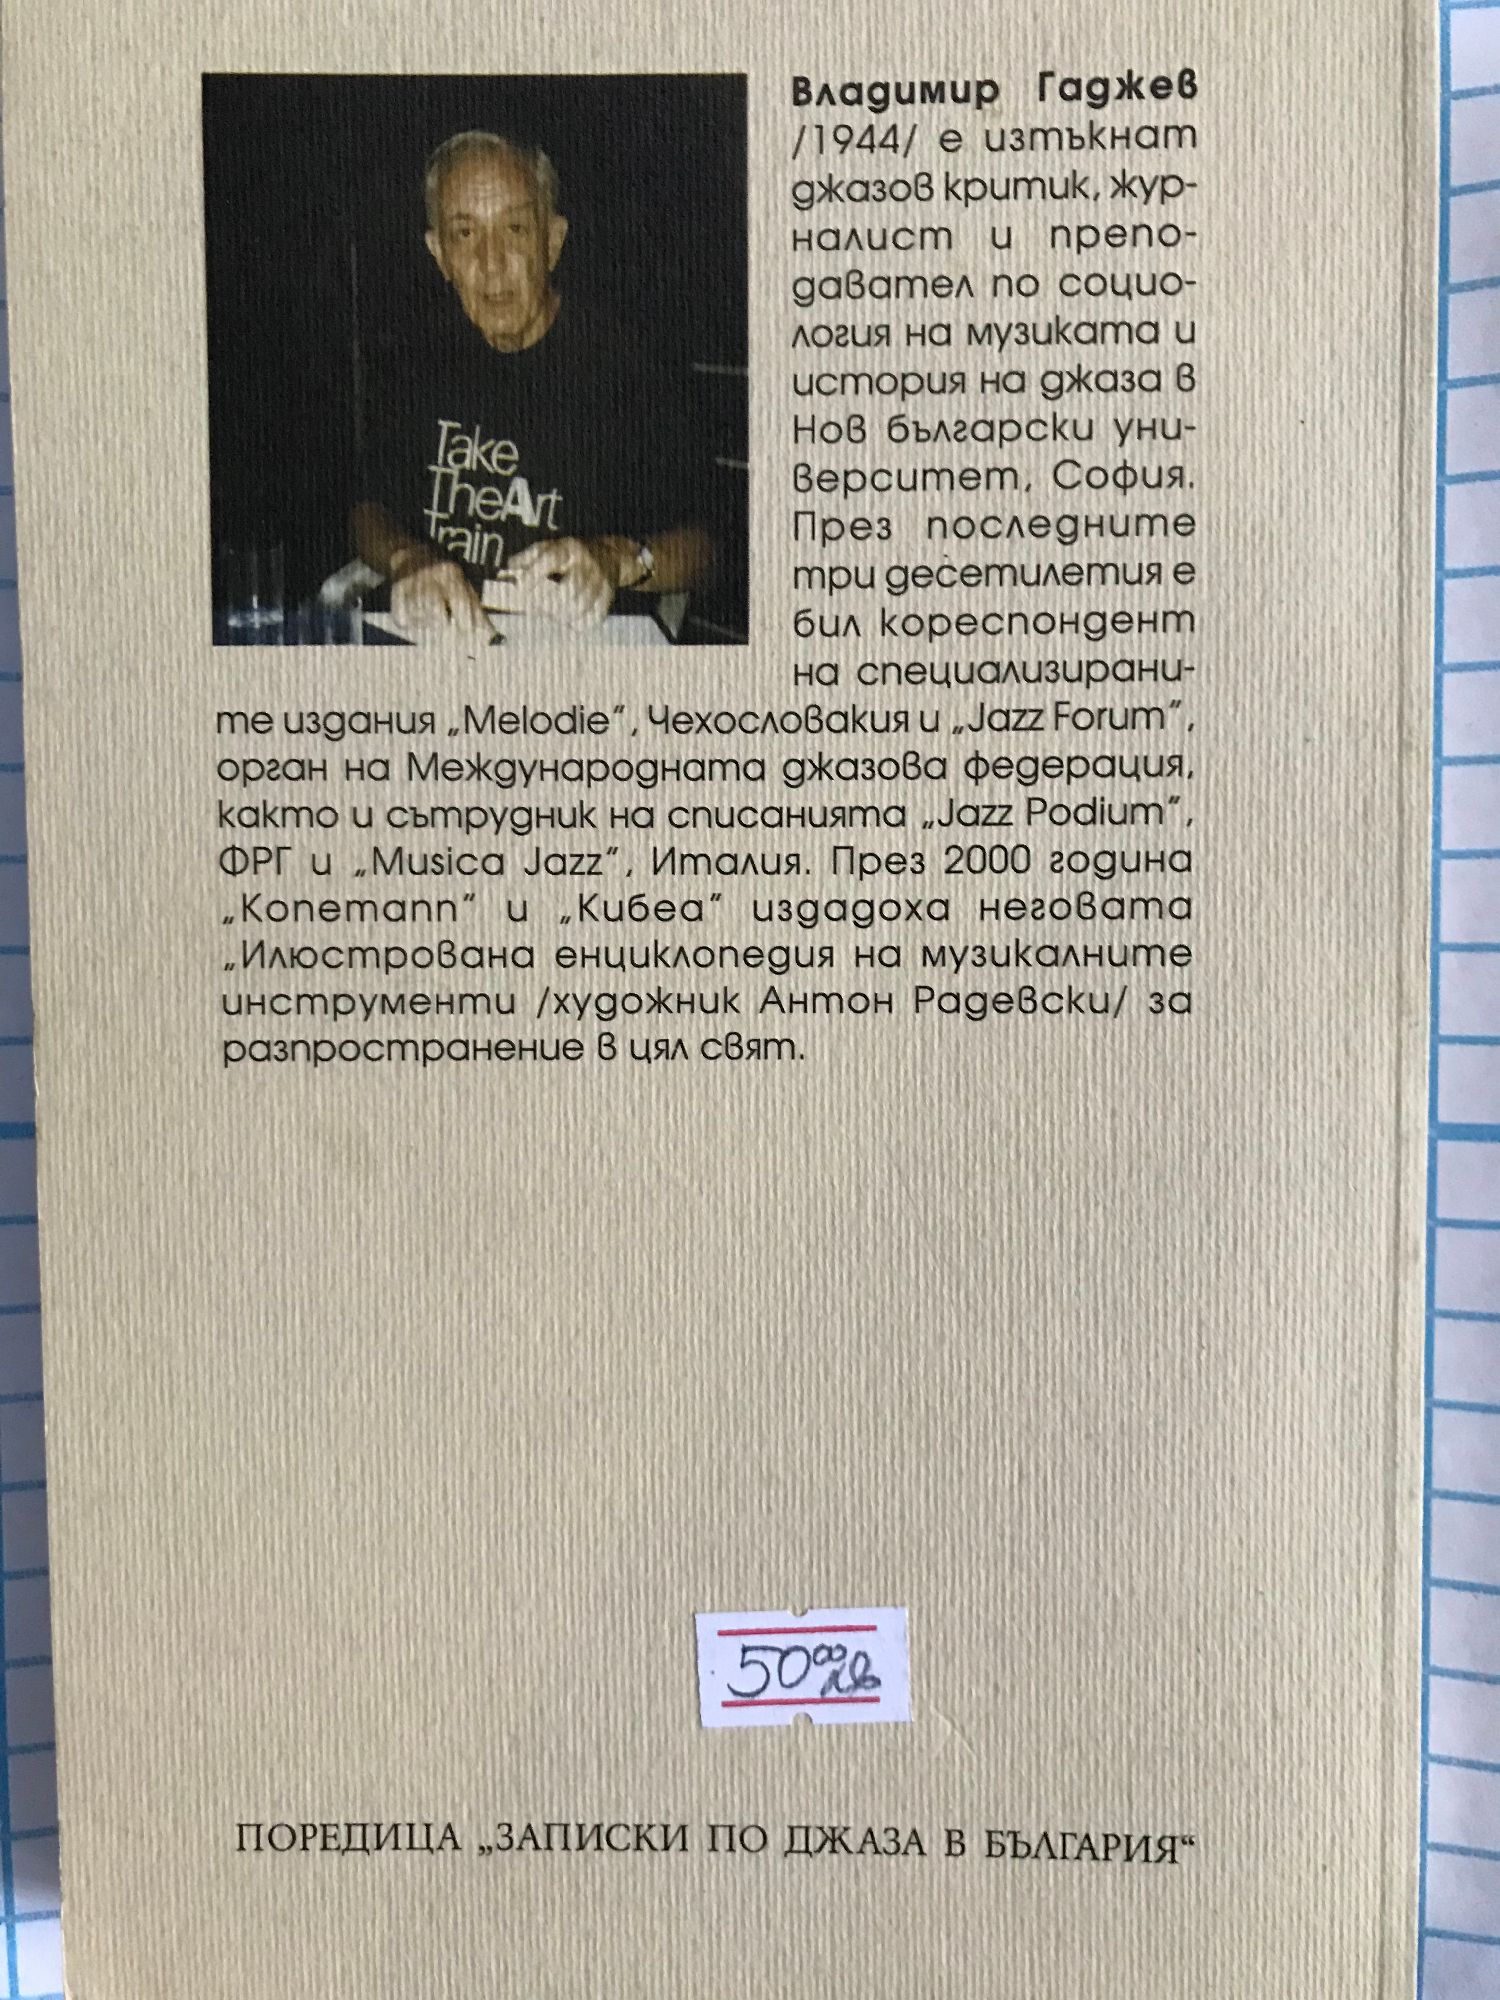 Take
TheArt
Train
Владимир Гаджев
/1944/ е изтъкнат
джазов критик, жур-
налист и препо-
давател по социо-
логия на музиката и
история на джаза в
Нов български уни-
верситет, София.
През последните
три десетилетия е
бил кореспондент
на специализирани-
те издания „Melodie“, Чехословакия и „Jazz Forum“,
орган на Международната джазова федерация,
както и сътрудник на списанията „Jazz Podium“,
ФРГ и „Musica Jazz“, Италия. През 2000 година
„Konemann“ и „Кибеа“ издадоха неговата
„Илюстрована енциклопедия на музикалните
инструменти /художник Антон Радевски/ за
разпространение в цял свят.
50⁰⁰ лв
ПОРЕДИЦА „ЗАПИСКИ ПО ДЖАЗА В БЪЛГАРИЯ“